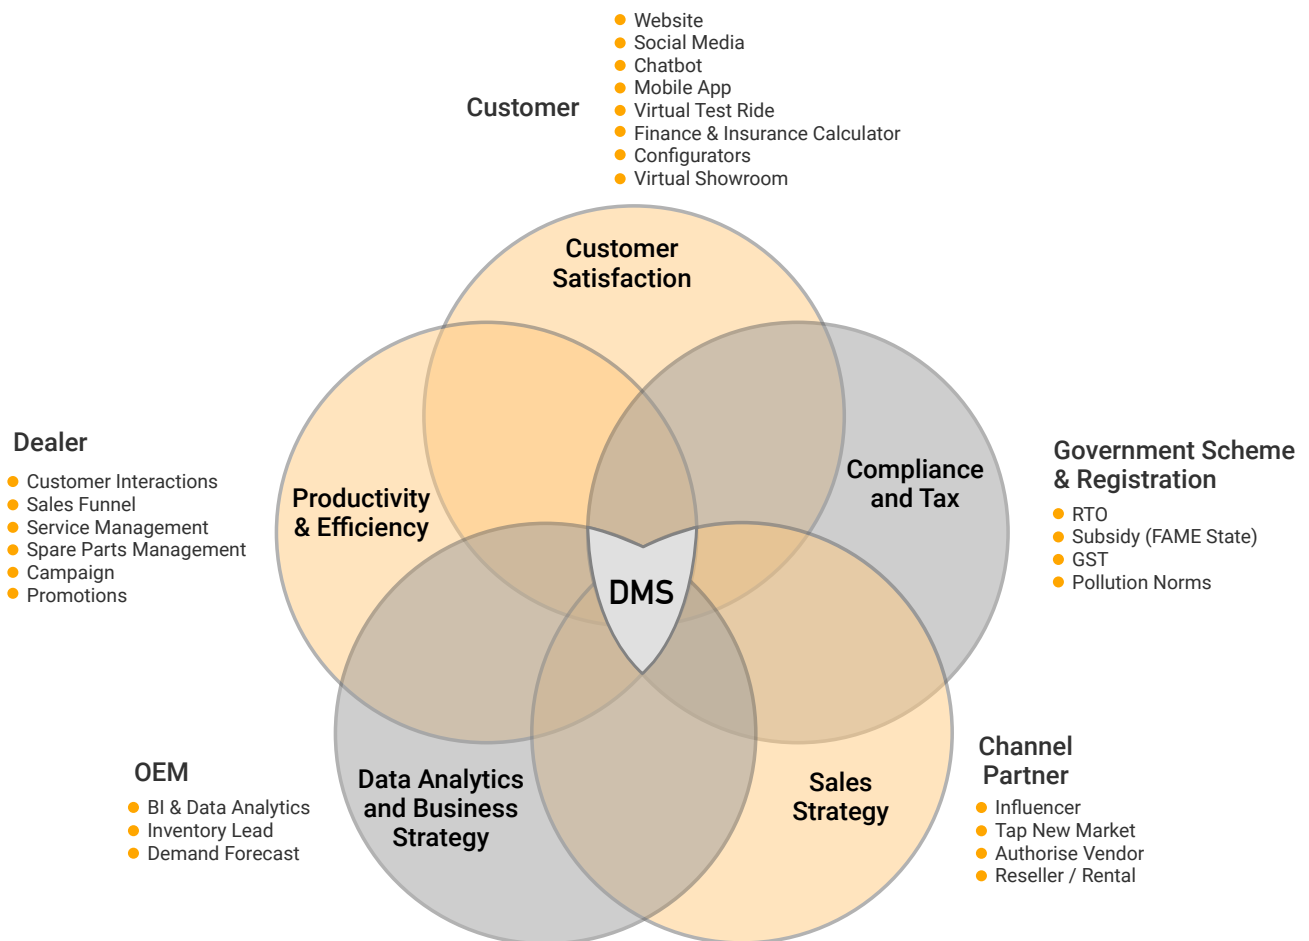 Customer
Website
Social Media
Chatbot
Mobile App
Virtual Test Ride
Finance & Insurance Calculator
Configurators
Virtual Showroom
Customer
Satisfaction
Dealer
Customer Interactions
Sales Funnel
Service Management
Spare Parts Management
Campaign
Promotions
Productivity
& Efficiency
Compliance
and Tax
Government Scheme
& Registration
RTO
Subsidy (FAME State)
GST
Pollution Norms
DMS
OEM
BI & Data Analytics
Inventory Lead
Demand Forecast
Data Analytics
and Business
Strategy
Sales
Strategy
Channel
Partner
Influencer
Tap New Market
Authorise Vendor
Reseller / Rental